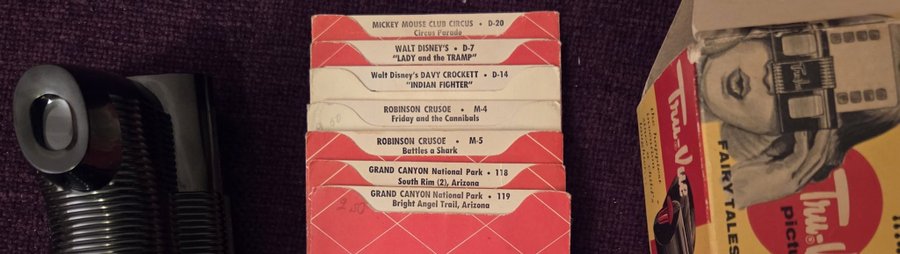 MICKEY MOUSE CLUB CIRCUS • D-20
Circus Parade
WALT DISNEY'S • D-7
"LADY and the TRAMP"
Walt Disney's DAVY CROCKETT • D-14
"INDIAN FIGHTER"
ROBINSON CRUSOE • M-4
Friday and the Cannibals
ROBINSON CRUSOE • M-5
Battles a Shark
GRAND CANYON National Park • 118
South Rim (2), Arizona
GRAND CANYON National Park • 119
Bright Angel Trail, Arizona
2.50
Tru-Vue
FAIRY TALES
Tru-Vue